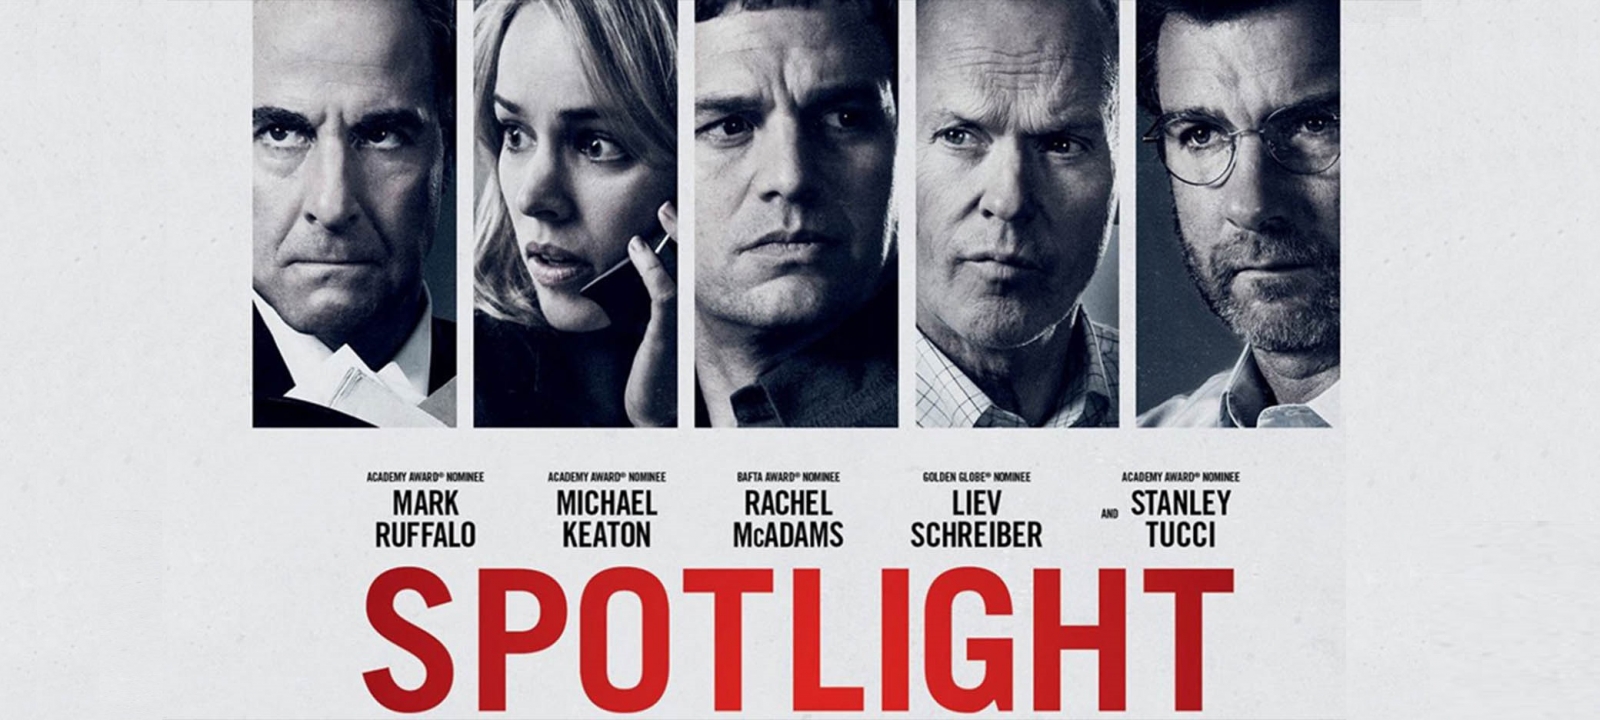 ACADEMY AWARD® NOMINEE
MARK
RUFFALO
ACADEMY AWARD® NOMINEE
MICHAEL
KEATON
BAFTA AWARD® NOMINEE
RACHEL
McADAMS
GOLDEN GLOBE® NOMINEE
LIEV
SCHREIBER
AND
ACADEMY AWARD® NOMINEE
STANLEY
TUCCI
SPOTLIGHT